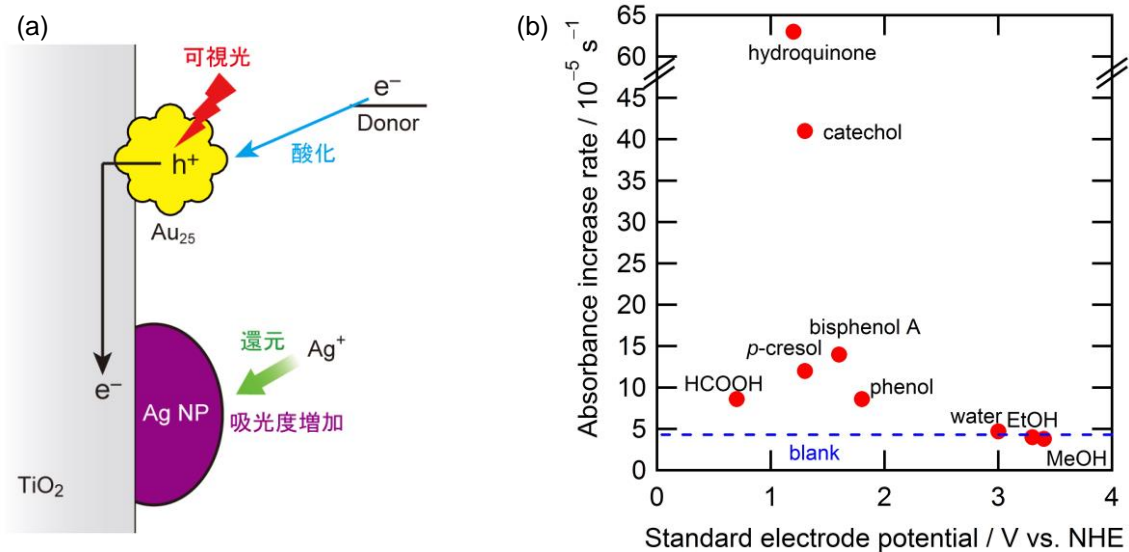 (a)
可視光
e⁻
Donor
酸化
h⁺
Au₂₅
還元
Ag⁺
e⁻
Ag NP
吸光度増加
TiO₂
(b)
Absorbance increase rate / 10⁻⁵ s⁻¹
65
60
45
40
35
30
25
20
15
10
5
0
hydroquinone
catechol
bisphenol A
p-cresol
HCOOH
phenol
water EtOH
blank
MeOH
0 1 2 3 4
Standard electrode potential / V vs. NHE